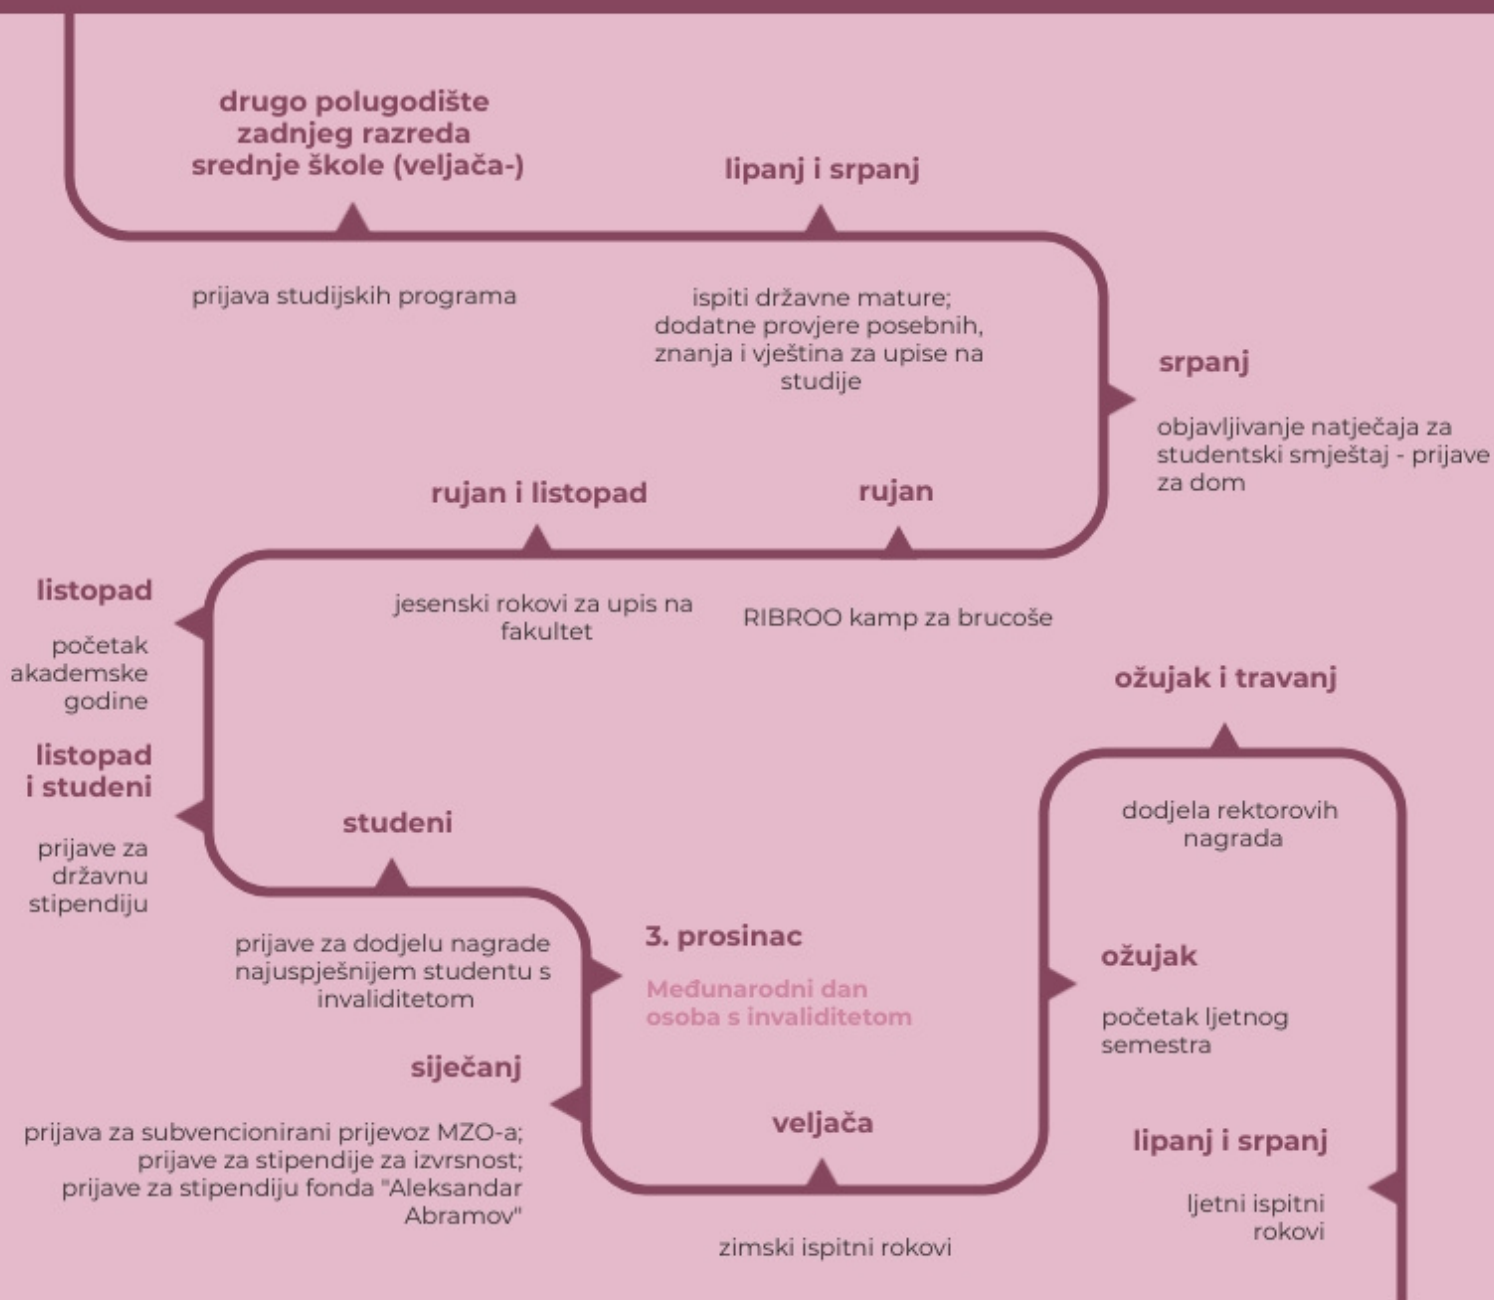 drugo polugodište
zadnjeg razreda
srednje škole (veljača-)
prijava studijskih programa
lipanj i srpanj
ispiti državne mature;
dodatne provjere posebnih,
znanja i vještina za upise na
studije
srpanj
objavljivanje natječaja za
studentski smještaj - prijave
za dom
rujan
RIBROO kamp za brucoše
rujan i listopad
jesenski rokovi za upis na
fakultet
listopad
početak
akademske
godine
listopad
i studeni
prijave za
državnu
stipendiju
studeni
prijave za dodjelu nagrade
najuspješnijem studentu s
invaliditetom
3. prosinac
Međunarodni dan
osoba s invaliditetom
siječanj
prijava za subvencionirani prijevoz MZO-a;
prijave za stipendije za izvrsnost;
prijave za stipendiju fonda "Aleksandar
Abramov"
veljača
zimski ispitni rokovi
ožujak
početak ljetnog
semestra
ožujak i travanj
dodjela rektorovih
nagrada
lipanj i srpanj
ljetni ispitni
rokovi